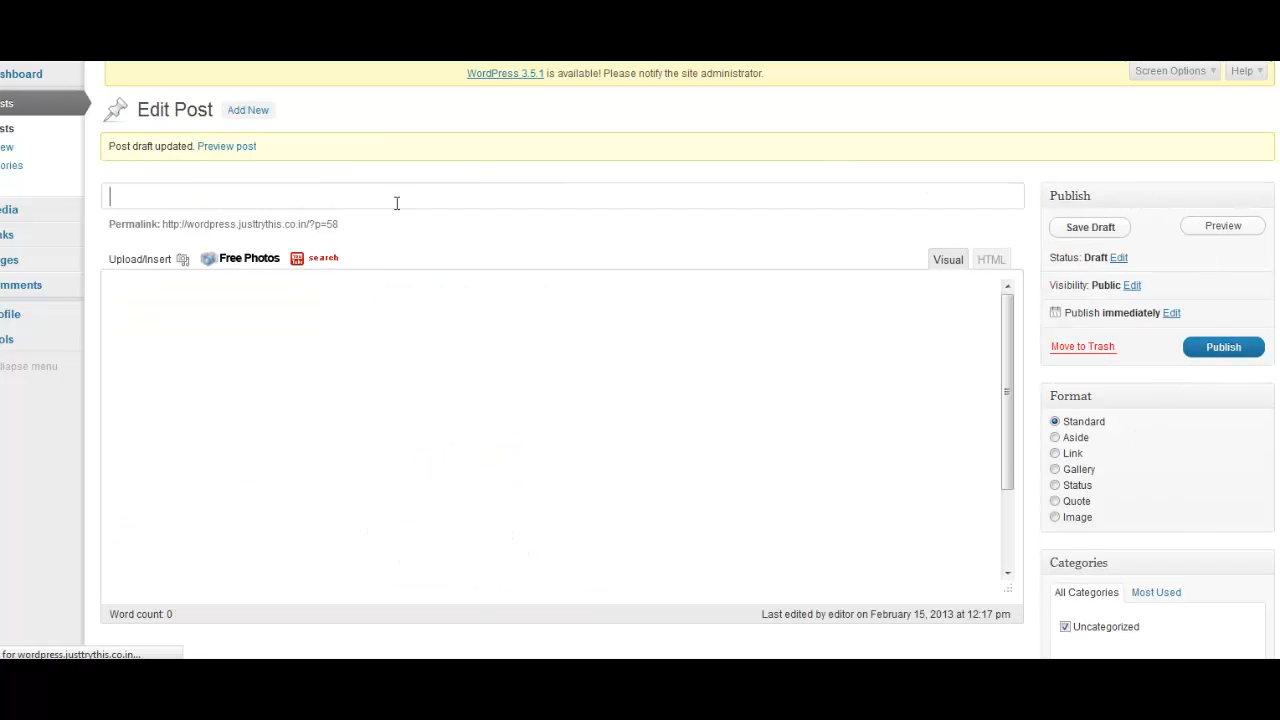 shboard
WordPress 3.5.1 is available! Please notify the site administrator.
Screen Options
Help
sts
Edit Post
Add New
sts
ew
ories
Post draft updated. Preview post
edia
nks
ges
mments
ofile
ols
llapse menu
Permalink: http://wordpress.justtrythis.co.in/?p=58
Upload/Insert
Free Photos
You Tube search
Visual
HTML
Word count: 0
Last edited by editor on February 15, 2013 at 12:17 pm
Publish
Save Draft
Preview
Status: Draft Edit
Visibility: Public Edit
Publish immediately Edit
Move to Trash
Publish
Format
Standard
Aside
Link
Gallery
Status
Quote
Image
Categories
All Categories
Most Used
Uncategorized
for wordpress.justtrythis.co.in...